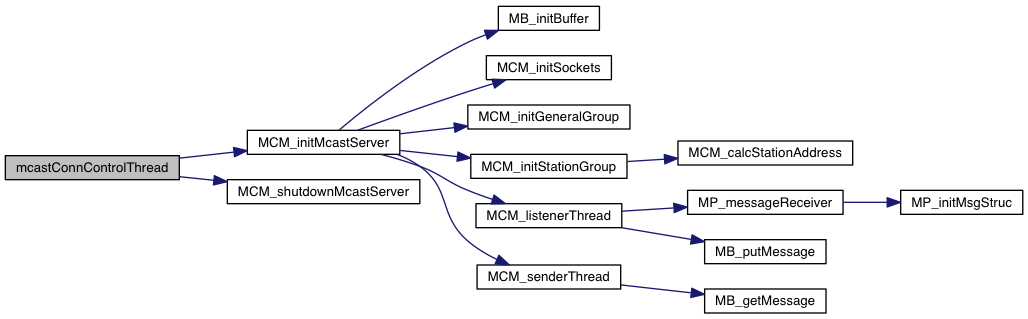 mcastConnControlThread
MCM_initMcastServer
MCM_shutdownMcastServer
MB_initBuffer
MCM_initSockets
MCM_initGeneralGroup
MCM_initStationGroup
MCM_calcStationAddress
MCM_listenerThread
MP_messageReceiver
MP_initMsgStruc
MB_putMessage
MCM_senderThread
MB_getMessage